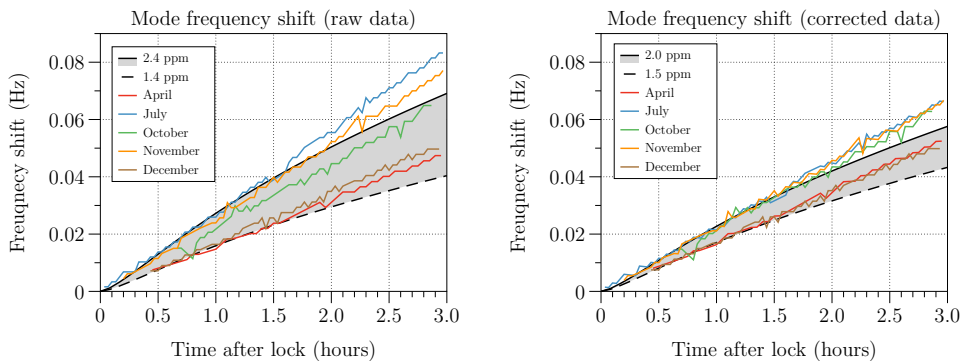 Mode frequency shift (raw data)
Freuqnecy shift (Hz)
0.08
0.06
0.04
0.02
0
2.4 ppm
1.4 ppm
April
July
October
November
December
0 0.5 1.0 1.5 2.0 2.5 3.0
Time after lock (hours)
Mode frequency shift (corrected data)
Freuqnecy shift (Hz)
0.08
0.06
0.04
0.02
0
2.0 ppm
1.5 ppm
April
July
October
November
December
0 0.5 1.0 1.5 2.0 2.5 3.0
Time after lock (hours)